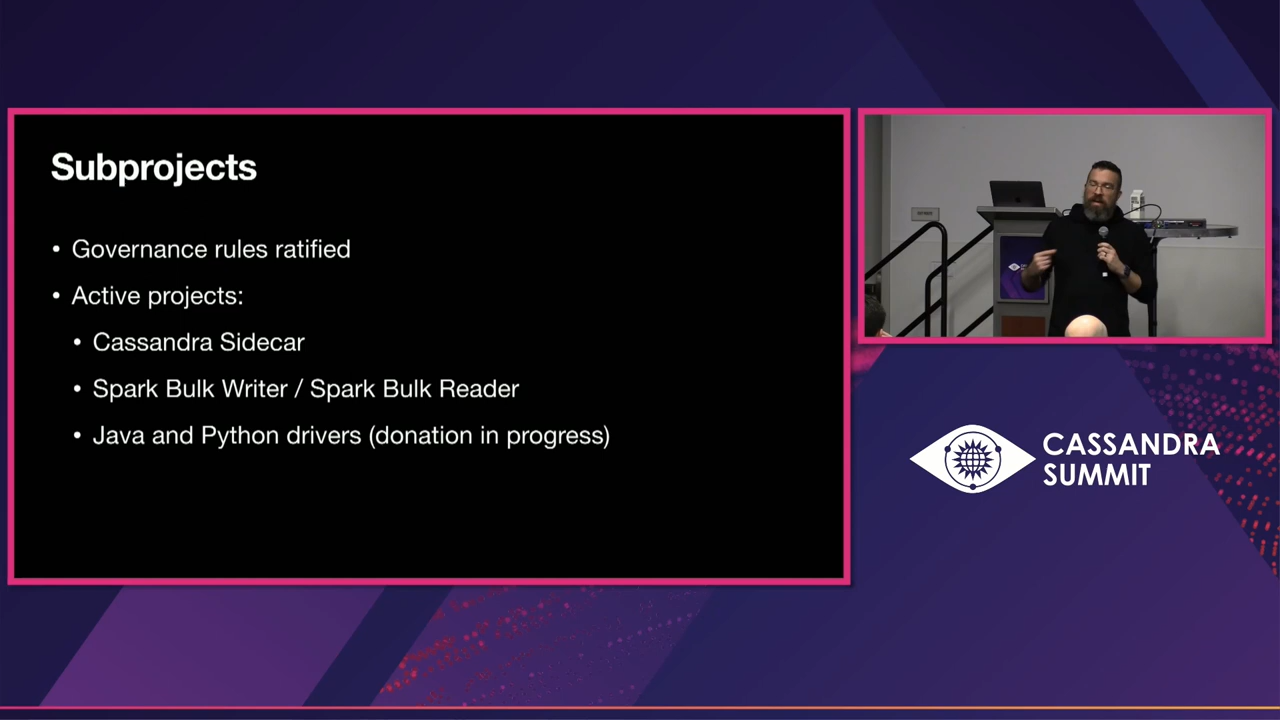 Subprojects
• Governance rules ratified
• Active projects:
• Cassandra Sidecar
• Spark Bulk Writer / Spark Bulk Reader
• Java and Python drivers (donation in progress)
CASSANDRA
SUMMIT